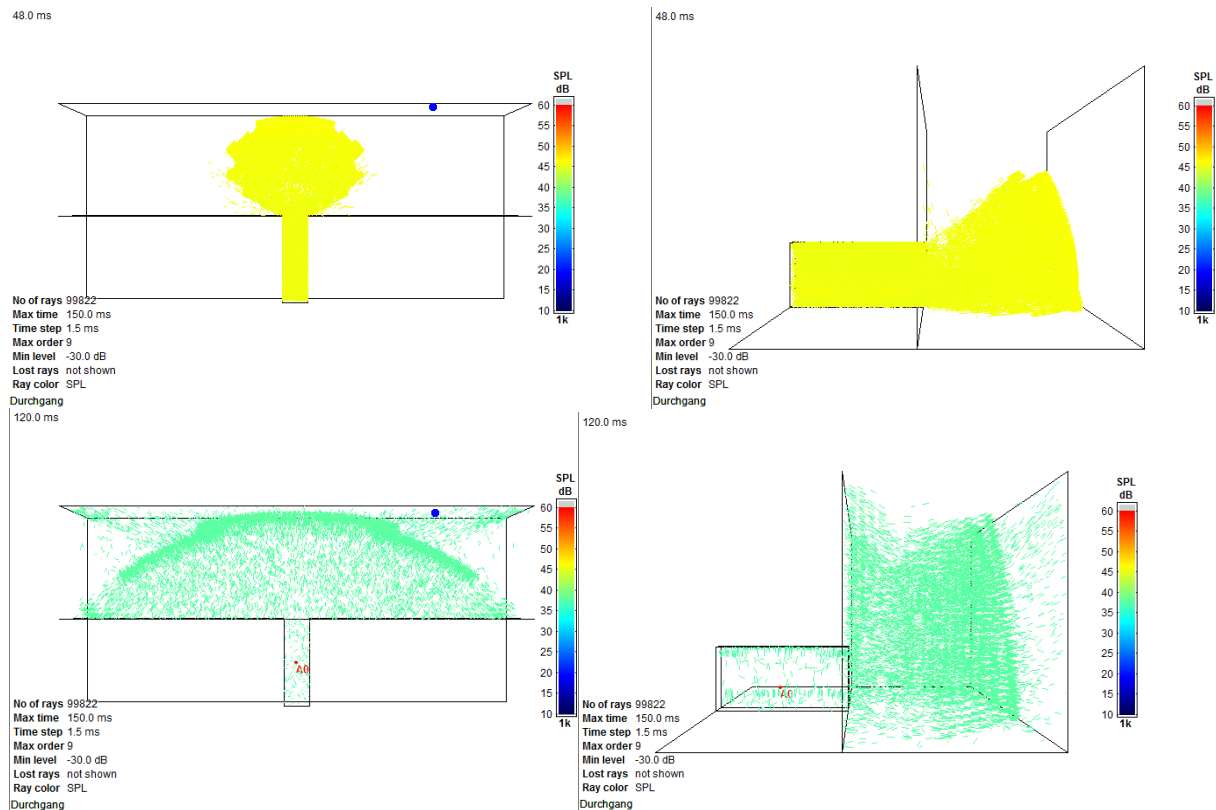 48.0 ms
SPL
dB
60
55
50
45
40
35
30
25
20
15
10
1k
No of rays 99822
Max time 150.0 ms
Time step 1.5 ms
Max order 9
Min level -30.0 dB
Lost rays not shown
Ray color SPL
Durchgang
48.0 ms
SPL
dB
60
55
50
45
40
35
30
25
20
15
10
1k
No of rays 99822
Max time 150.0 ms
Time step 1.5 ms
Max order 9
Min level -30.0 dB
Lost rays not shown
Ray color SPL
Durchgang
120.0 ms
SPL
dB
60
55
50
45
40
35
30
25
20
15
10
1k
A0
No of rays 99822
Max time 150.0 ms
Time step 1.5 ms
Max order 9
Min level -30.0 dB
Lost rays not shown
Ray color SPL
Durchgang
120.0 ms
SPL
dB
60
55
50
45
40
35
30
25
20
15
10
1k
A0
No of rays 99822
Max time 150.0 ms
Time step 1.5 ms
Max order 9
Min level -30.0 dB
Lost rays not shown
Ray color SPL
Durchgang